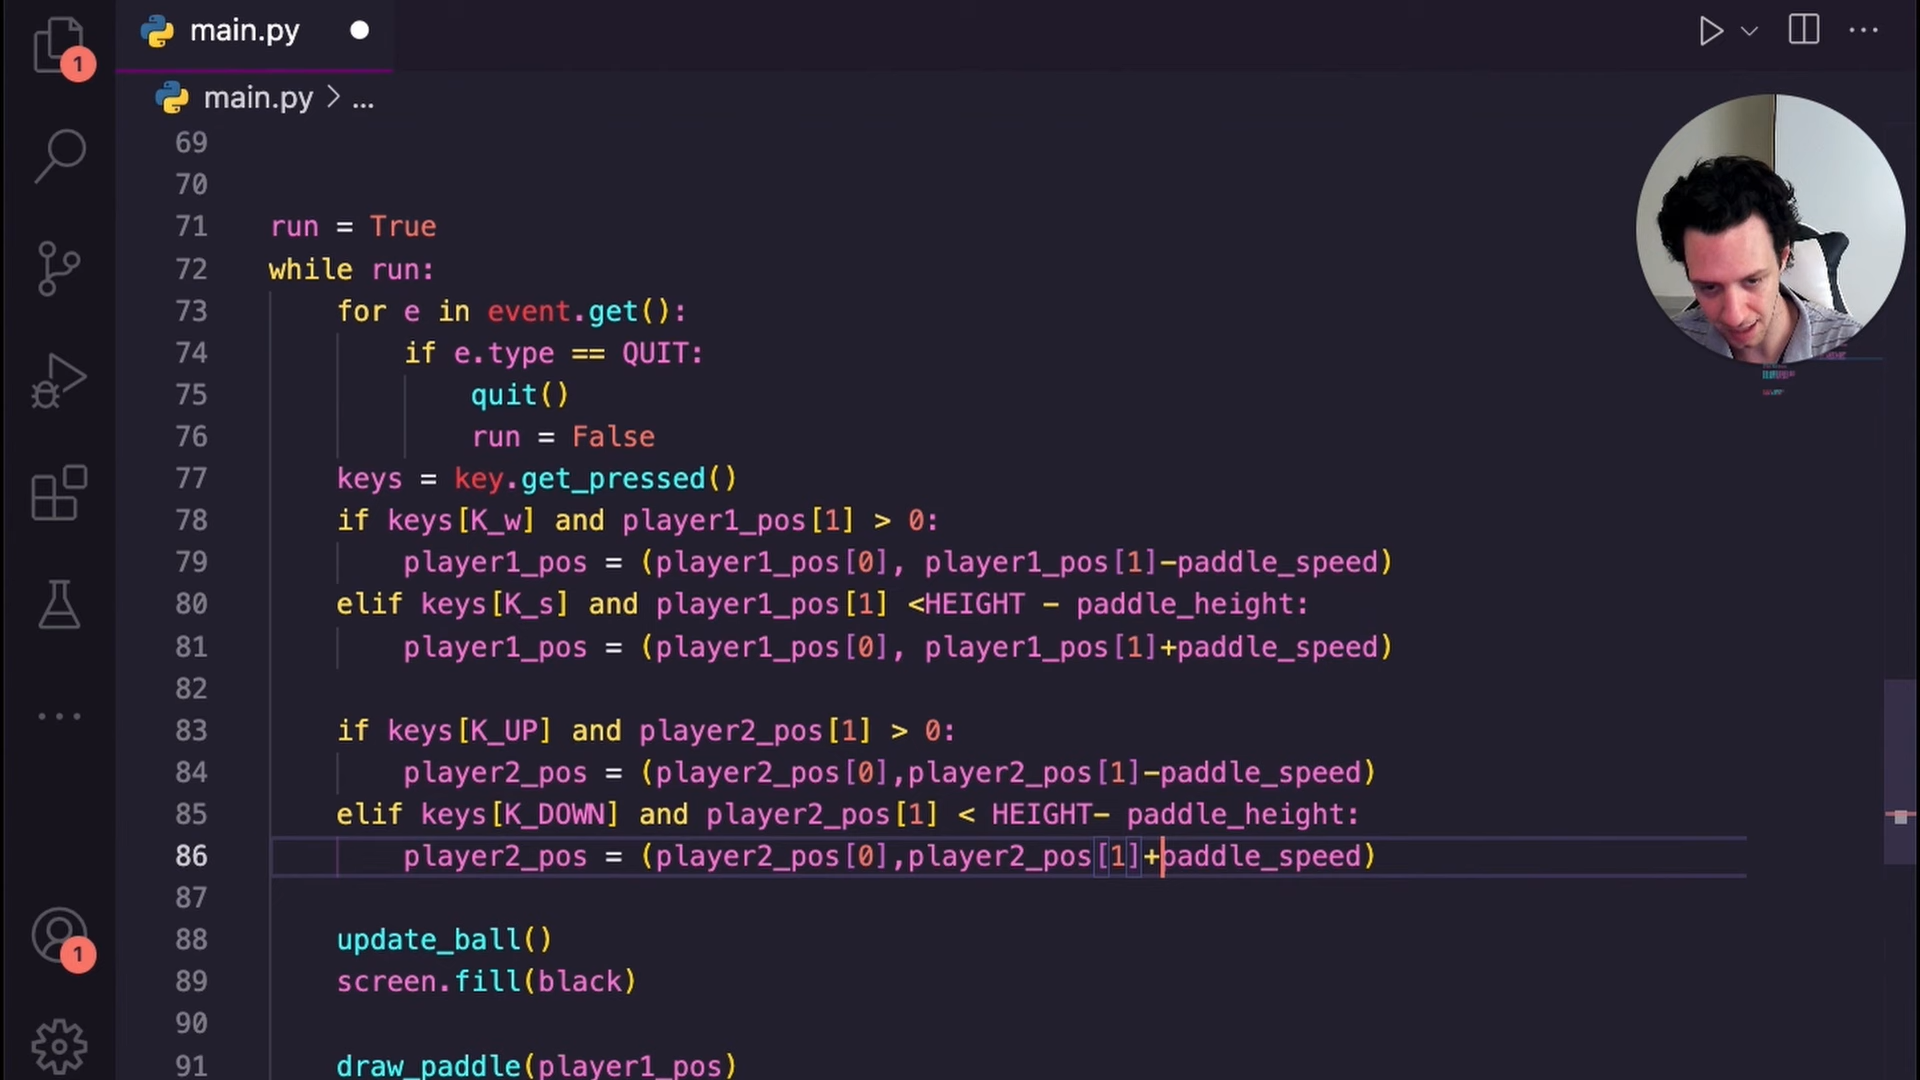 main.py
main.py > ...
1
69
70
71 run = True
72 while run:
73 for e in event.get():
74 if e.type == QUIT:
75 quit()
76 run = False
77 keys = key.get_pressed()
78 if keys[K_w] and player1_pos[1] > 0:
79 player1_pos = (player1_pos[0], player1_pos[1]-paddle_speed)
80 elif keys[K_s] and player1_pos[1] <HEIGHT - paddle_height:
81 player1_pos = (player1_pos[0], player1_pos[1]+paddle_speed)
82
83 if keys[K_UP] and player2_pos[1] > 0:
84 player2_pos = (player2_pos[0],player2_pos[1]-paddle_speed)
85 elif keys[K_DOWN] and player2_pos[1] < HEIGHT- paddle_height:
86 player2_pos = (player2_pos[0],player2_pos[1]+paddle_speed)
87
88 update_ball()
89 screen.fill(black)
90
91 draw_paddle(player1_pos)
1